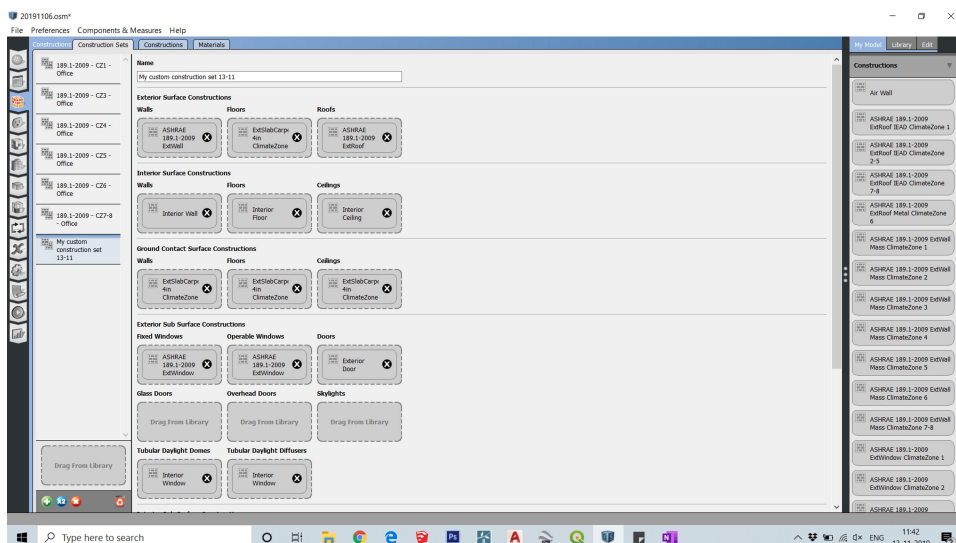 20191106.osm*
File Preferences Components & Measures Help
Constructions Construction Sets Constructions Materials
My Model Library Edit
189.1-2009 - CZ1 -
Office
189.1-2009 - CZ3 -
Office
189.1-2009 - CZ4 -
Office
189.1-2009 - CZ5 -
Office
189.1-2009 - CZ6 -
Office
189.1-2009 - CZ7-8
- Office
My custom
construction set
13-11
Drag From Library
Name
My custom construction set 13-11
Exterior Surface Constructions
Walls Floors Roofs
ASHRAE
189.1-2009
ExtWall
ExtSlabCarpe
4in
ClimateZone
ASHRAE
189.1-2009
ExtRoof
Interior Surface Constructions
Walls Floors Ceilings
Interior Wall
Interior
Floor
Interior
Ceiling
Ground Contact Surface Constructions
Walls Floors Ceilings
ExtSlabCarpe
4in
ClimateZone
ExtSlabCarpe
4in
ClimateZone
ExtSlabCarpe
4in
ClimateZone
Exterior Sub Surface Constructions
Fixed Windows Operable Windows Doors
ASHRAE
189.1-2009
ExtWindow
ASHRAE
189.1-2009
ExtWindow
Exterior
Door
Glass Doors Overhead Doors Skylights
Drag From Library Drag From Library Drag From Library
Tubular Daylight Domes Tubular Daylight Diffusers
Interior
Window
Interior
Window
Constructions
Air Wall
ASHRAE 189.1-2009
ExtRoof IEAD ClimateZone 1
ASHRAE 189.1-2009
ExtRoof IEAD ClimateZone
2-5
ASHRAE 189.1-2009
ExtRoof IEAD ClimateZone
7-8
ASHRAE 189.1-2009
ExtRoof Metal ClimateZone
6
ASHRAE 189.1-2009 ExtWall
Mass ClimateZone 1
ASHRAE 189.1-2009 ExtWall
Mass ClimateZone 2
ASHRAE 189.1-2009 ExtWall
Mass ClimateZone 3
ASHRAE 189.1-2009 ExtWall
Mass ClimateZone 4
ASHRAE 189.1-2009 ExtWall
Mass ClimateZone 5
ASHRAE 189.1-2009 ExtWall
Mass ClimateZone 6
ASHRAE 189.1-2009 ExtWall
Mass ClimateZone 7-8
ASHRAE 189.1-2009
ExtWindow ClimateZone 1
ASHRAE 189.1-2009
ExtWindow ClimateZone 2
ASHRAE 189.1-2009
Type here to search
ENG
11:42
13-11-2019